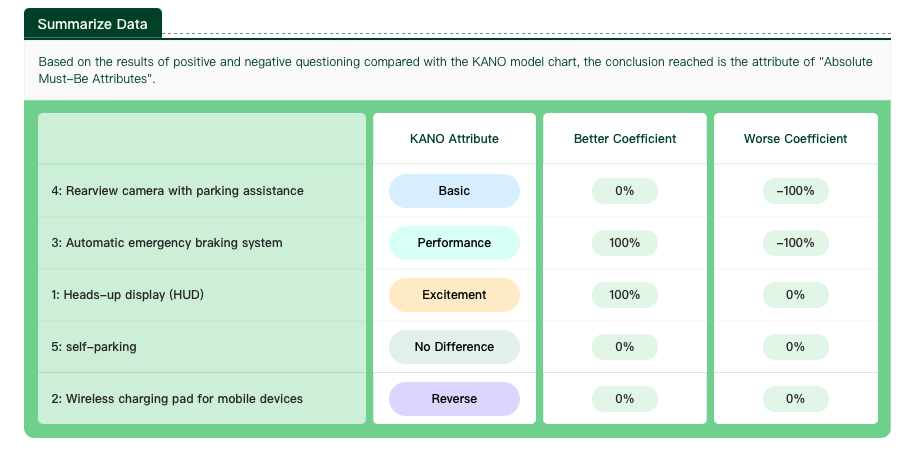 Summarize Data
Based on the results of positive and negative questioning compared with the KANO model chart, the conclusion reached is the attribute of "Absolute
Must-Be Attributes".
KANO Attribute Better Coefficient Worse Coefficient
4: Rearview camera with parking assistance Basic 0% -100%
3: Automatic emergency braking system Performance 100% -100%
1: Heads-up display (HUD) Excitement 100% 0%
5: self-parking No Difference 0% 0%
2: Wireless charging pad for mobile devices Reverse 0% 0%